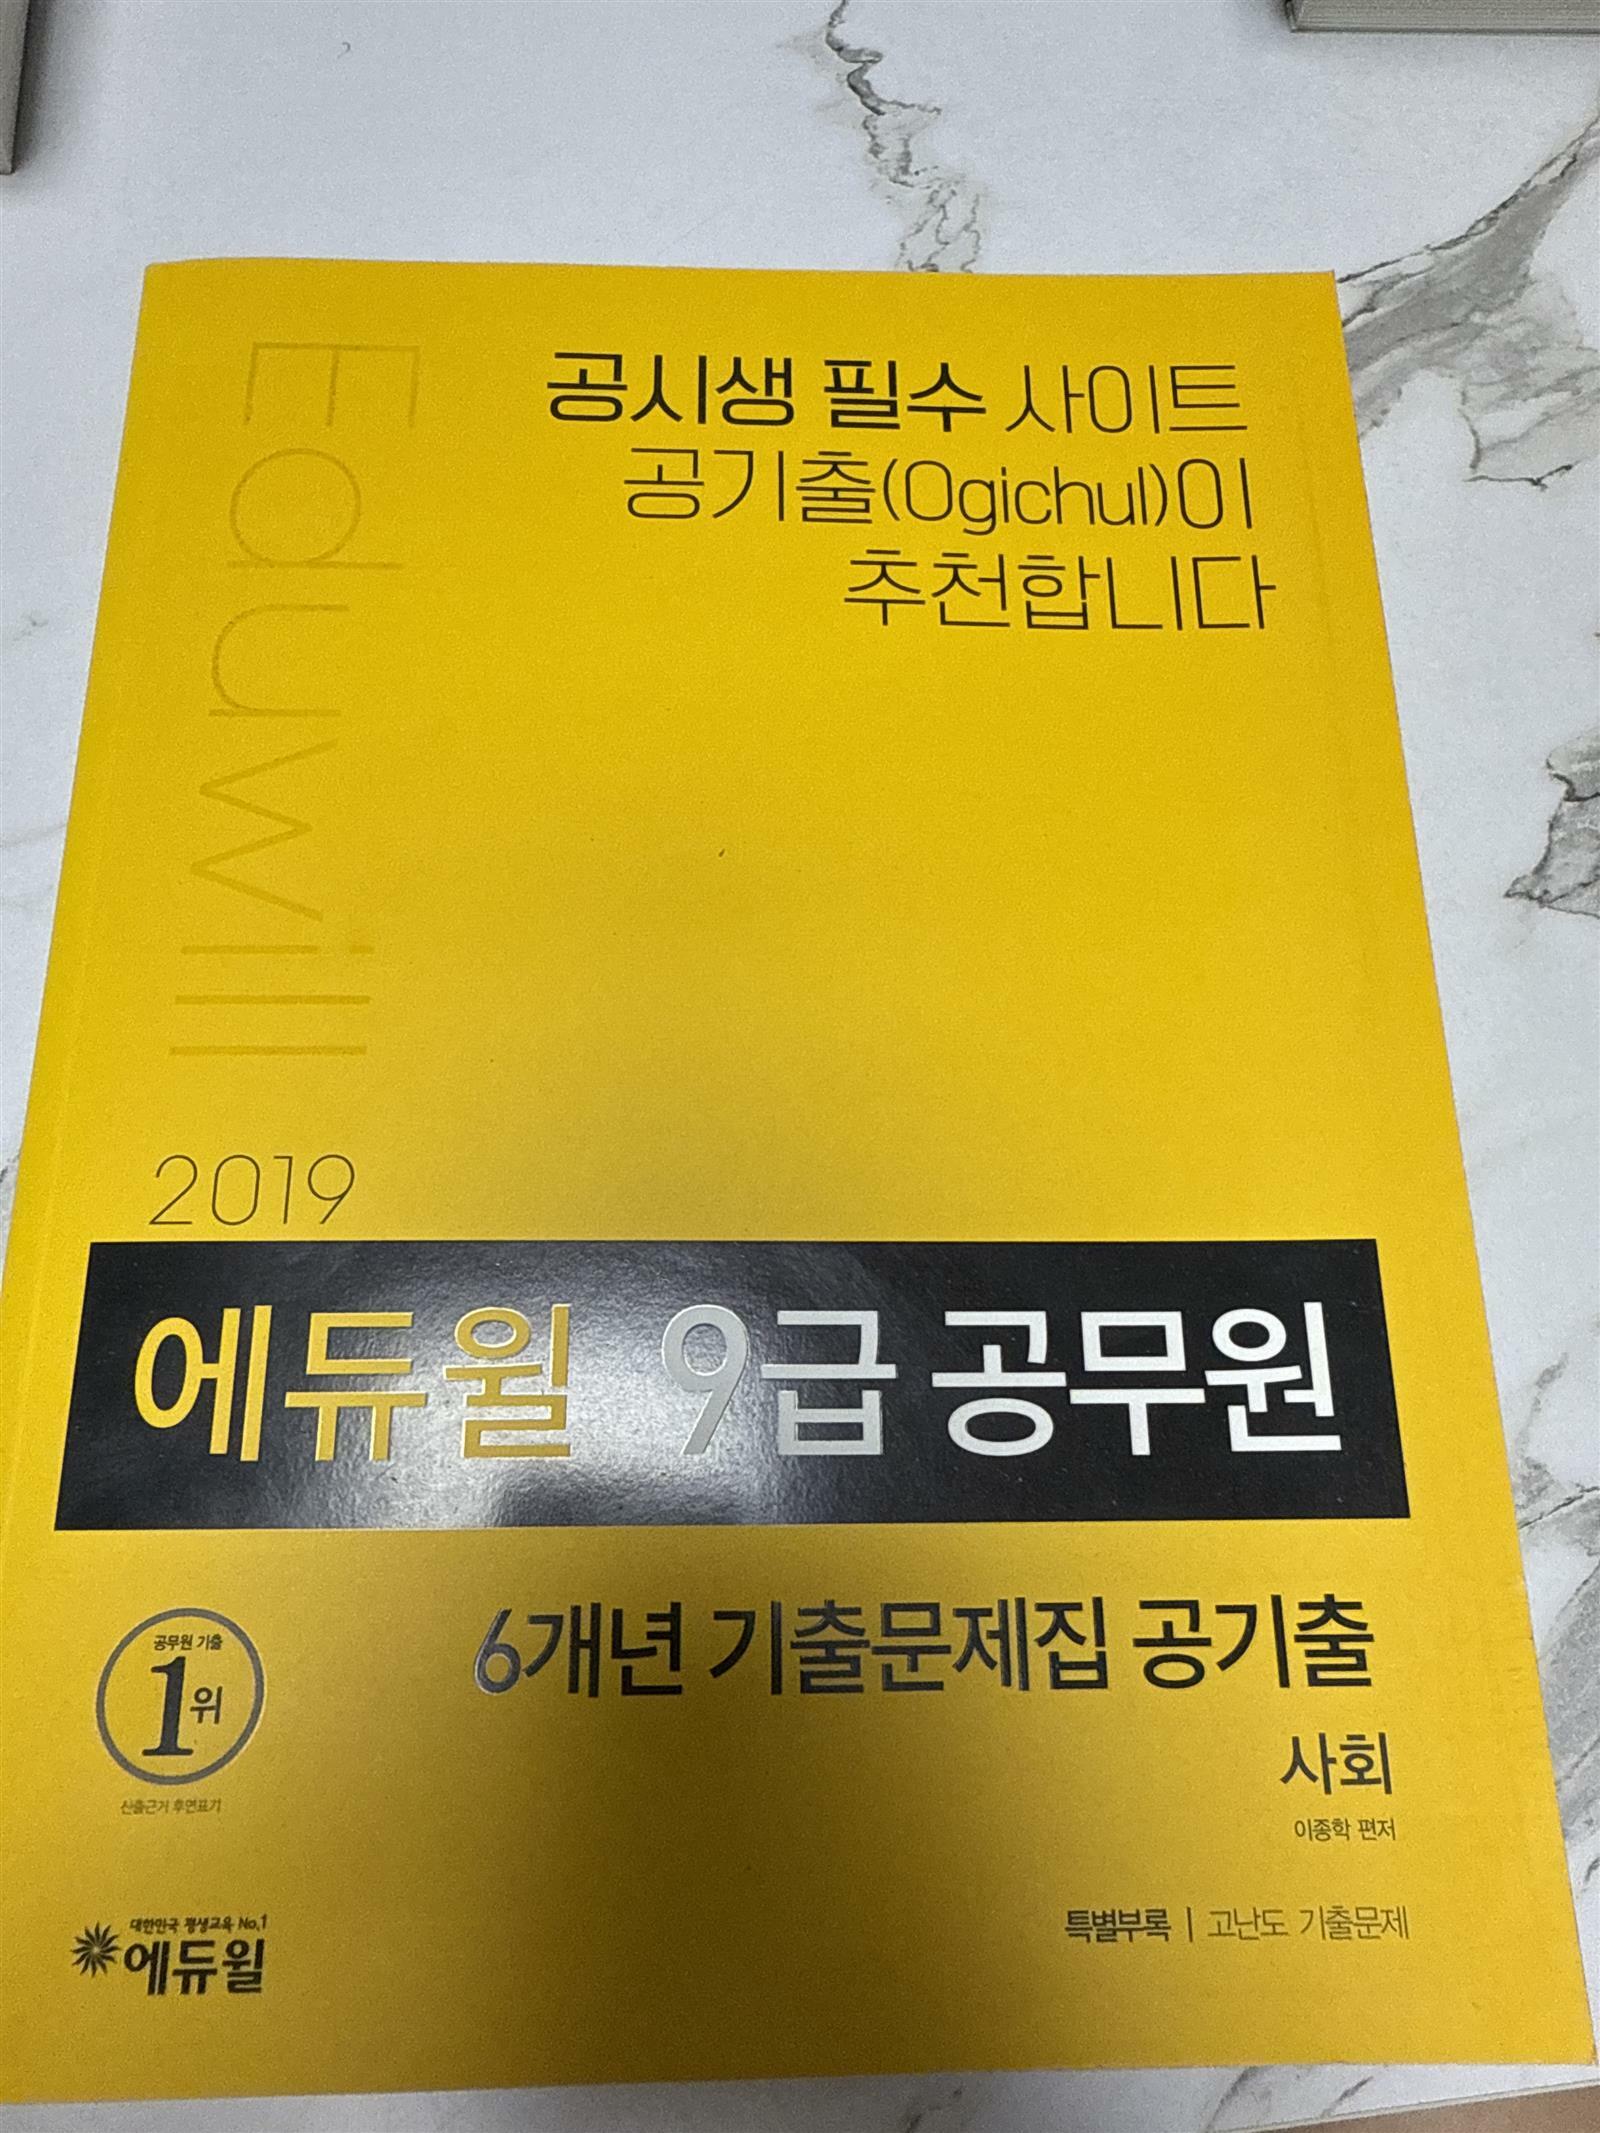 Eduwill
공시생 필수 사이트
공기출(Ogichul)이
추천합니다
2019
에듀윌 9급 공무원
6개년 기출문제집 공기출
사회
이종학 편저
공무원 기출
1위
산출근거 후면표기
특별부록 | 고난도 기출문제
대한민국 평생교육 No.1
에듀윌